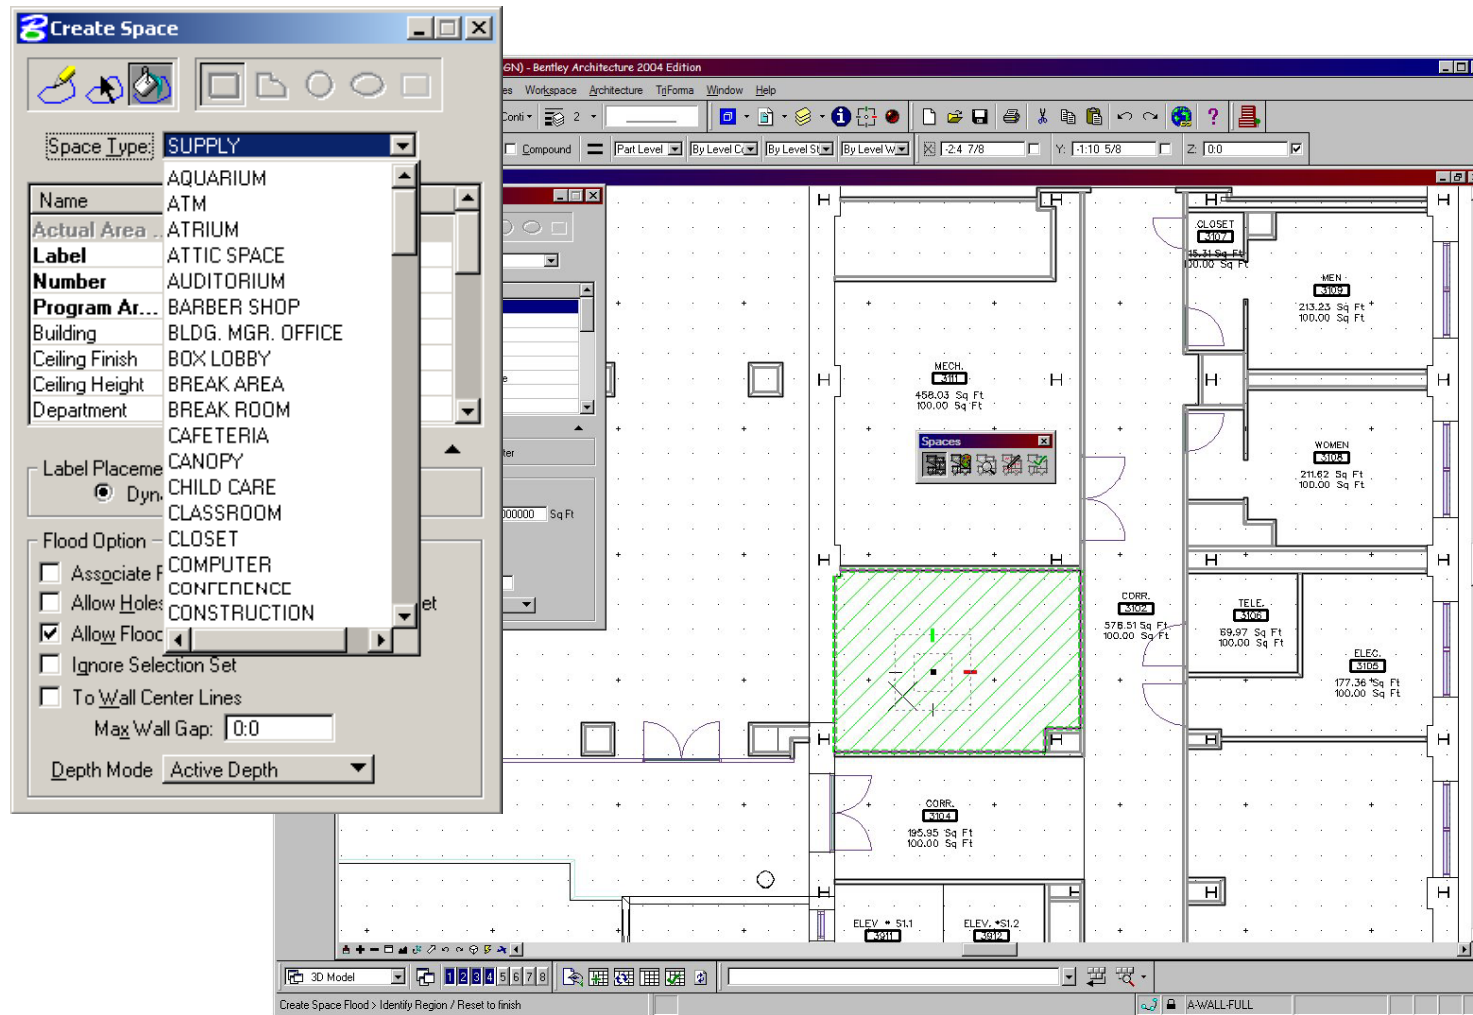 Create Space
Space Type:
SUPPLY
AQUARIUM
ATM
ATRIUM
ATTIC SPACE
AUDITORIUM
BARBER SHOP
BLDG. MGR. OFFICE
BOX LOBBY
BREAK AREA
BREAK ROOM
CAFETERIA
CANOPY
CHILD CARE
CLASSROOM
CLOSET
COMPUTER
CONFERENCE
CONSTRUCTION
Name
Actual Area ...
Label
Number
Program Ar...
Building
Ceiling Finish
Ceiling Height
Department
Label Placeme
Dyn
Flood Option
Associate F
Allow Holes
et
Allow Flood
Ignore Selection Set
To Wall Center Lines
Max Wall Gap: 0:0
Depth Mode Active Depth
GN) - Bentley Architecture 2004 Edition
es Workspace Architecture TriForma Window Help
Conti 2
Compound Part Level By Level Co By Level St By Level W X: -2:4 7/8 Y: -1:10 5/8 Z: 0:0
e
ter
000000 Sq Ft
CLOSET
3107
15.31 Sq Ft
100.00 Sq Ft
MEN
3109
213.23 Sq Ft
100.00 Sq Ft
MECH.
3111
458.03 Sq Ft
100.00 Sq Ft
Spaces
WOMEN
3108
211.62 Sq Ft
100.00 Sq Ft
CORR.
3102
578.51 Sq Ft
100.00 Sq Ft
TELE.
3106
69.97 Sq Ft
100.00 Sq Ft
ELEC.
3105
177.36 Sq Ft
100.00 Sq Ft
CORR.
3104
195.95 Sq Ft
100.00 Sq Ft
ELEV * S1.1
3911
ELEV. *S1.2
3912
3D Model 1 2 3 4 5 6 7 8
Create Space Flood > Identify Region / Reset to finish
A-WALL-FULL